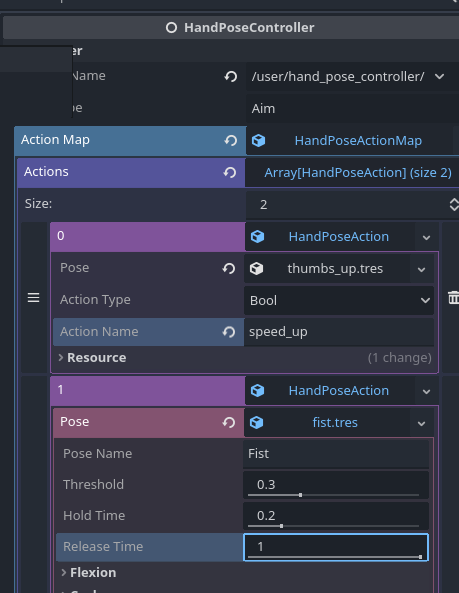 HandPoseController
er
Name /user/hand_pose_controller/
pe Aim
Action Map HandPoseActionMap
Actions Array[HandPoseAction] (size 2)
Size: 2
0 HandPoseAction
Pose thumbs_up.tres
Action Type Bool
Action Name speed_up
Resource (1 change)
1 HandPoseAction
Pose fist.tres
Pose Name Fist
Threshold 0.3
Hold Time 0.2
Release Time 1
Flexion